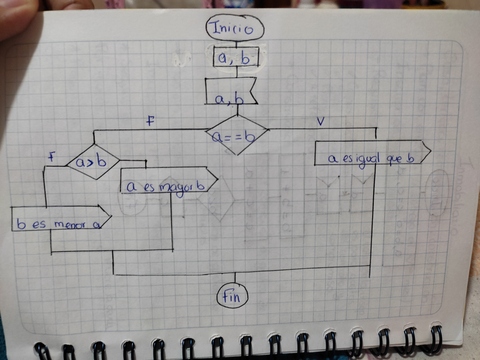 Inicio
a, b
a, b
F
V
a==b
a es igual que b
F
a>b
a es mayor b
b es menor a
Fin